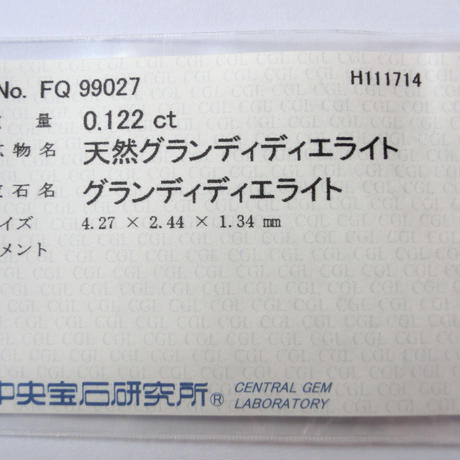 No. FQ 99027 H111714
量 0.122 ct
物名 天然グランディディエライト
石名 グランディディエライト
イズ 4.27 × 2.44 × 1.34 mm
メント
中央宝石研究所® CENTRAL GEM
LABORATORY